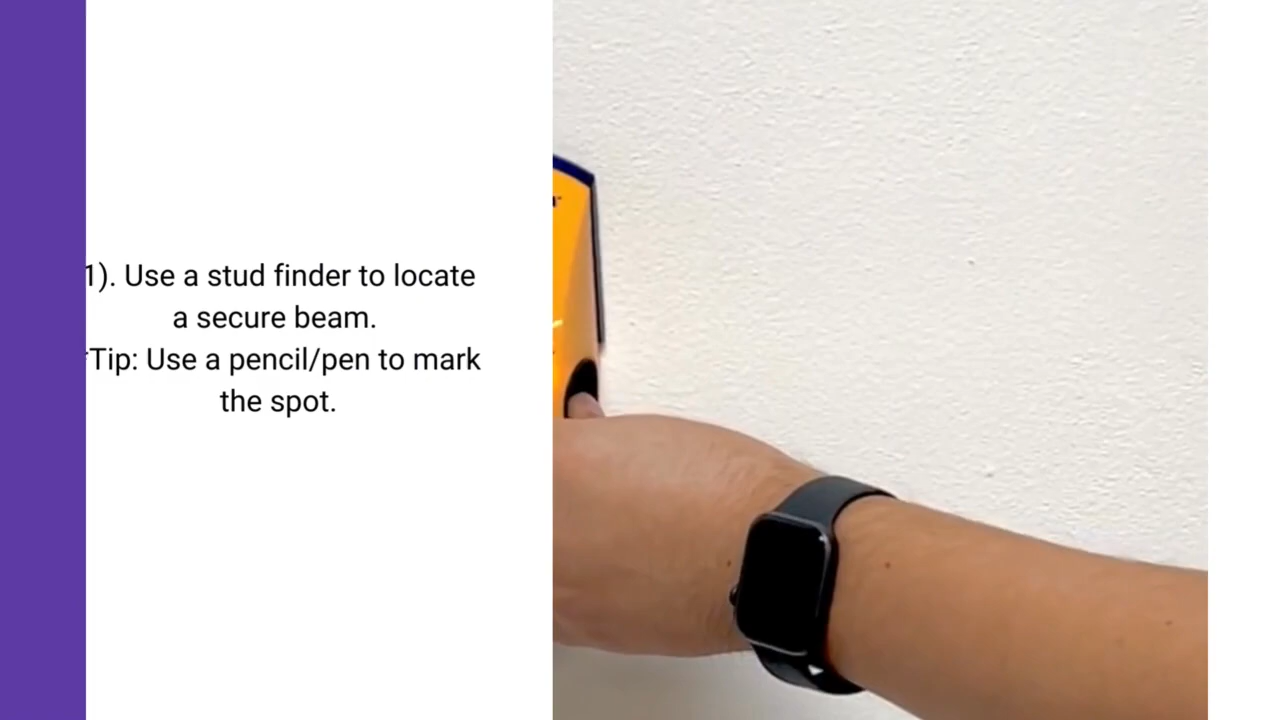 1). Use a stud finder to locate
a secure beam.
*Tip: Use a pencil/pen to mark
the spot.